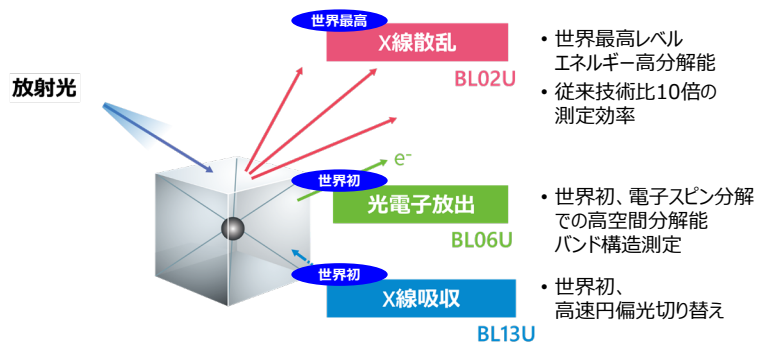 世界最高
X線散乱
BL02U
• 世界最高レベル
エネルギー高分解能
• 従来技術比10倍の
測定効率
放射光
e⁻
世界初
光電子放出
BL06U
• 世界初、電子スピン分解
での高空間分解能
バンド構造測定
世界初
X線吸収
BL13U
• 世界初、
高速円偏光切り替え